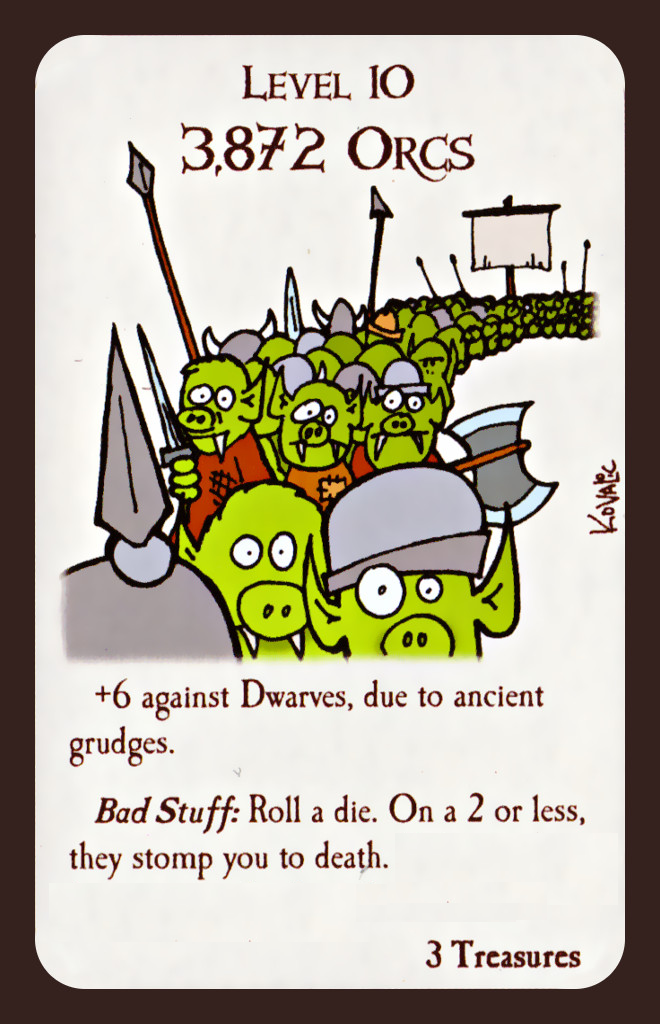 LEVEL 10
3,872 ORCS
KOVALIC
+6 against Dwarves, due to ancient
grudges.
Bad Stuff: Roll a die. On a 2 or less,
they stomp you to death.
3 Treasures